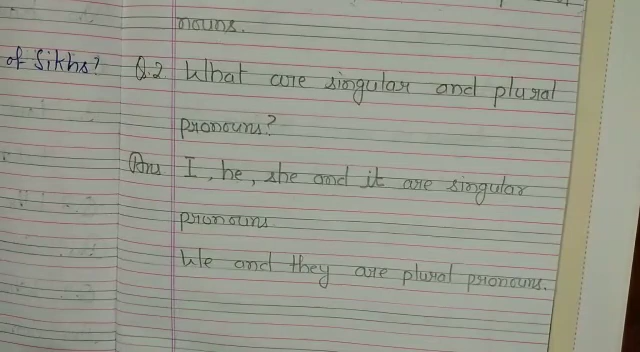 nouns.
of Sikhs?
Q.2 What are singular and plural
pronouns?
Ans I, he, she and it are singular
pronouns
We and they are plural pronouns.